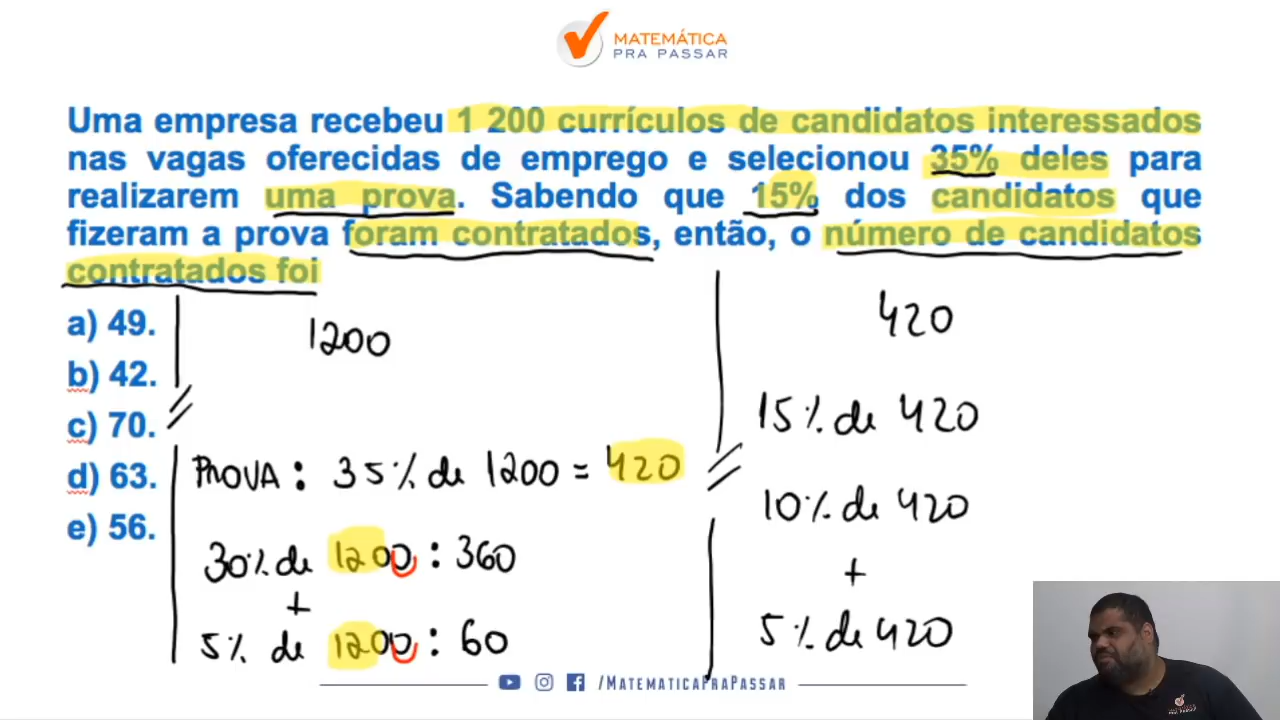 MATEMÁTICA
PRA PASSAR
Uma empresa recebeu 1 200 currículos de candidatos interessados
nas vagas oferecidas de emprego e selecionou 35% deles para
realizarem uma prova. Sabendo que 15% dos candidatos que
fizeram a prova foram contratados, então, o número de candidatos
contratados foi
a) 49.
b) 42.
c) 70.
d) 63.
e) 56.
1200
PROVA: 35% de 1200 = 420
30% de 1200 : 360
+
5% de 1200 : 60
420
15% de 420
10% de 420
+
5% de 420
/MATEMATICAPRAPASSAR